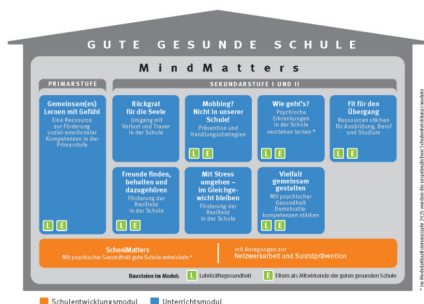 GUTE GESUNDE SCHULE
MindMatters
PRIMARSTUFE
SEKUNDARSTUFE I UND II
Gemeinsam(es)
Lernen mit Gefühl
Eine Ressource
zur Förderung
sozial-emotionaler
Kompetenzen in der
Primarstufe
L E
Rückgrat
für die Seele
Umgang mit
Verlust und Trauer
in der Schule
Mobbing?
Nicht in unserer
Schule!
Prävention und
Handlungsstrategien
L E
Wie geht's?
Psychische
Erkrankungen
in der Schule
verstehen lernen *
L E
Fit für den
Übergang
Ressourcen stärken
für Ausbildung, Beruf
und Studium
L E
Freunde finden,
behalten und
dazugehören
Förderung der
Resilienz
in der Schule
L E
Mit Stress
umgehen –
im Gleichge-
wicht bleiben
Förderung der
Resilienz
in der Schule
Vielfalt
gemeinsam
gestalten
Mit psychischer
Gesundheit
Demokratie-
kompetenzen stärken
L E
SchoolMatters
Mit psychischer Gesundheit gute Schule entwickeln *
mit Anregungen zur
Netzwerkarbeit und Suizidprävention
Bausteine im Modul:
L Lehrkräftegesundheit
E Eltern als Mitwirkende der guten gesunden Schule
Schulentwicklungsmodul
Unterrichtsmodul